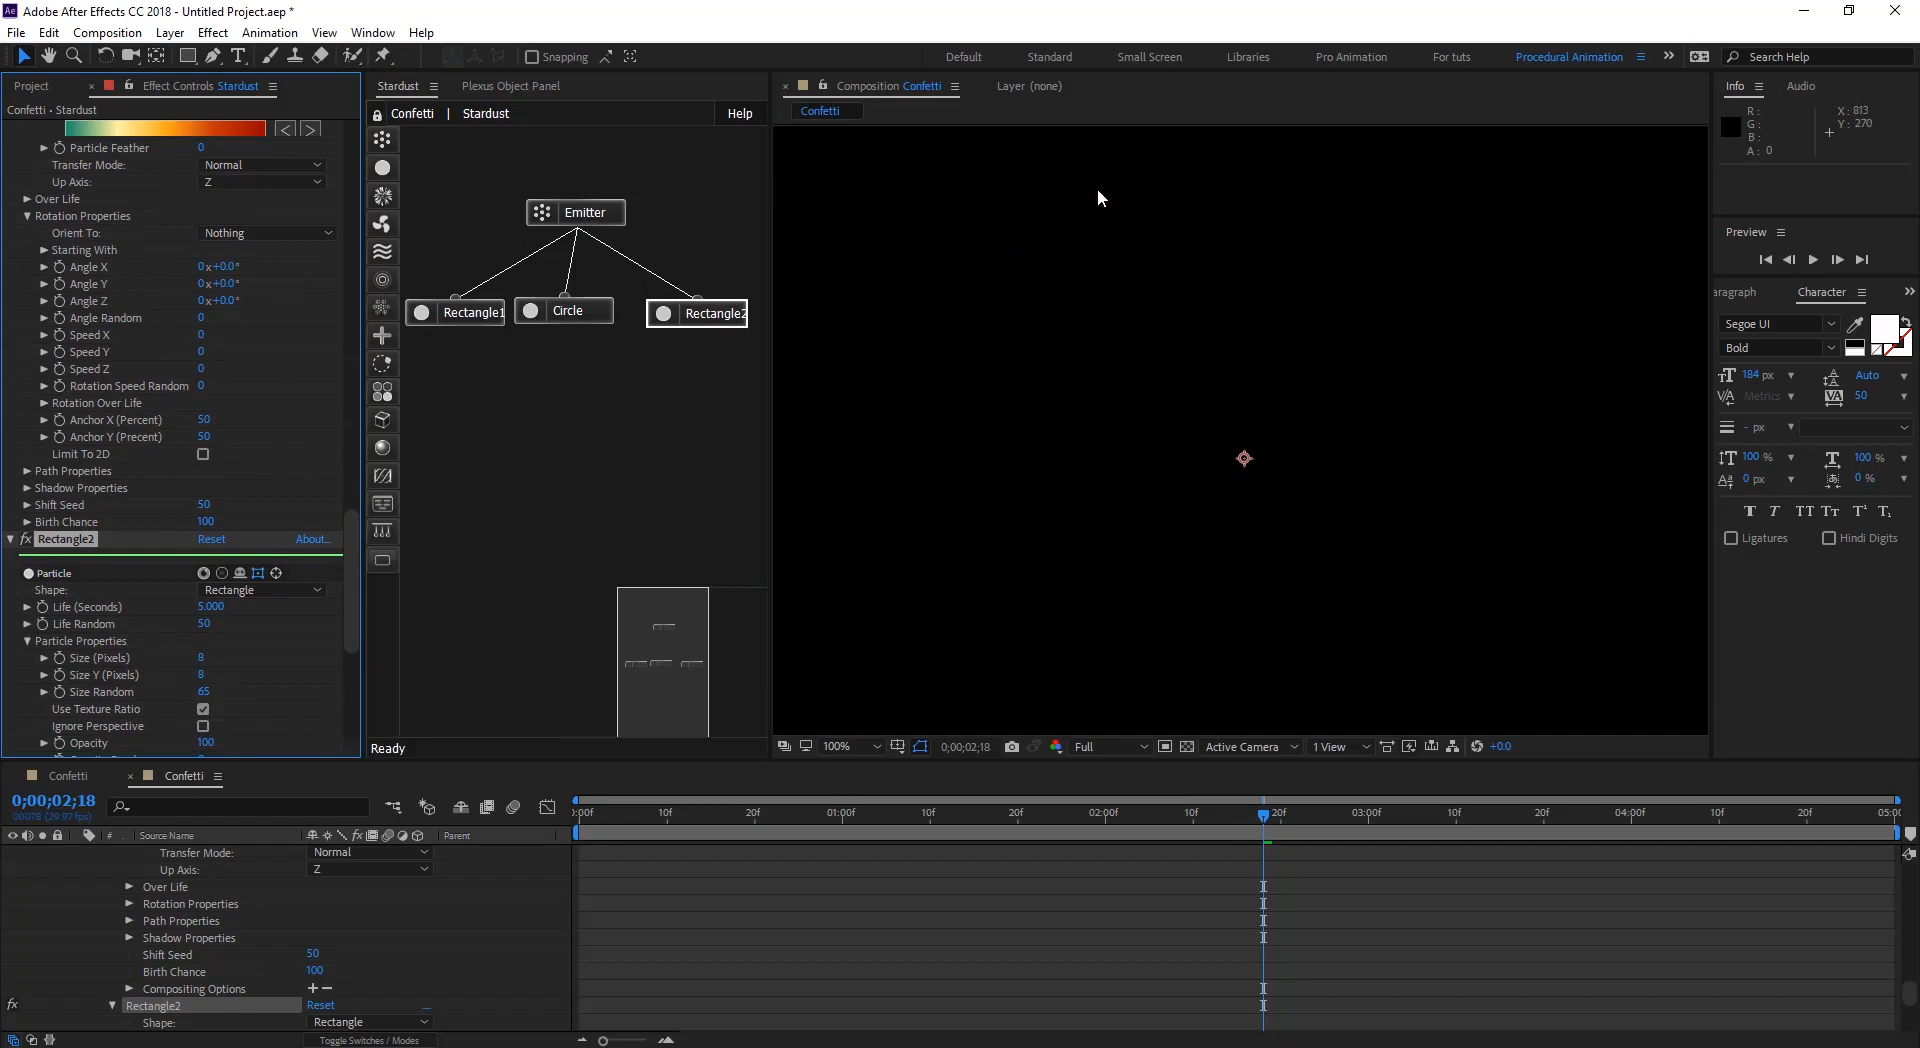 Adobe After Effects CC 2018 - Untitled Project.aep *
File Edit Composition Layer Effect Animation View Window Help
Snapping
Default Standard Small Screen Libraries Pro Animation For tuts Procedural Animation
Search Help
Project
Effect Controls Stardust
Confetti • Stardust
Particle Feather 0
Transfer Mode: Normal
Up Axis: Z
Over Life
Rotation Properties
Orient To: Nothing
Starting With
Angle X 0x+0.0°
Angle Y 0x+0.0°
Angle Z 0x+0.0°
Angle Random 0
Speed X 0
Speed Y 0
Speed Z 0
Rotation Speed Random 0
Rotation Over Life
Anchor X (Percent) 50
Anchor Y (Precent) 50
Limit To 2D
Path Properties
Shadow Properties
Shift Seed 50
Birth Chance 100
fx Rectangle2 Reset About...
Particle
Shape: Rectangle
Life (Seconds) 5.000
Life Random 50
Particle Properties
Size (Pixels) 8
Size Y (Pixels) 8
Size Random 65
Use Texture Ratio
Ignore Perspective
Opacity 100
Stardust Plexus Object Panel
Confetti | Stardust Help
Emitter
Rectangle1
Circle
Rectangle2
Ready
Composition Confetti
Layer (none)
Confetti
100% 0;00;02;18 Full Active Camera 1 View +0.0
Info Audio
R :
G :
B :
A : 0
X : 813
Y : 270
Preview
aragraph Character
Segoe UI
Bold
184 px Auto
Metrics 50
- px
100 % 100 %
0 px 0 %
T T TT Tt T¹ T₁
Ligatures Hindi Digits
Confetti
Confetti
0;00;02;18
00078 (29.97 fps)
# Source Name Parent
:00f 10f 20f 01:00f 10f 20f 02:00f 10f 20f 03:00f 10f 20f 04:00f 10f 20f 05:0
Transfer Mode: Normal
Up Axis: Z
Over Life
Rotation Properties
Path Properties
Shadow Properties
Shift Seed 50
Birth Chance 100
Compositing Options +−
fx Rectangle2 Reset ...
Shape: Rectangle
Toggle Switches / Modes